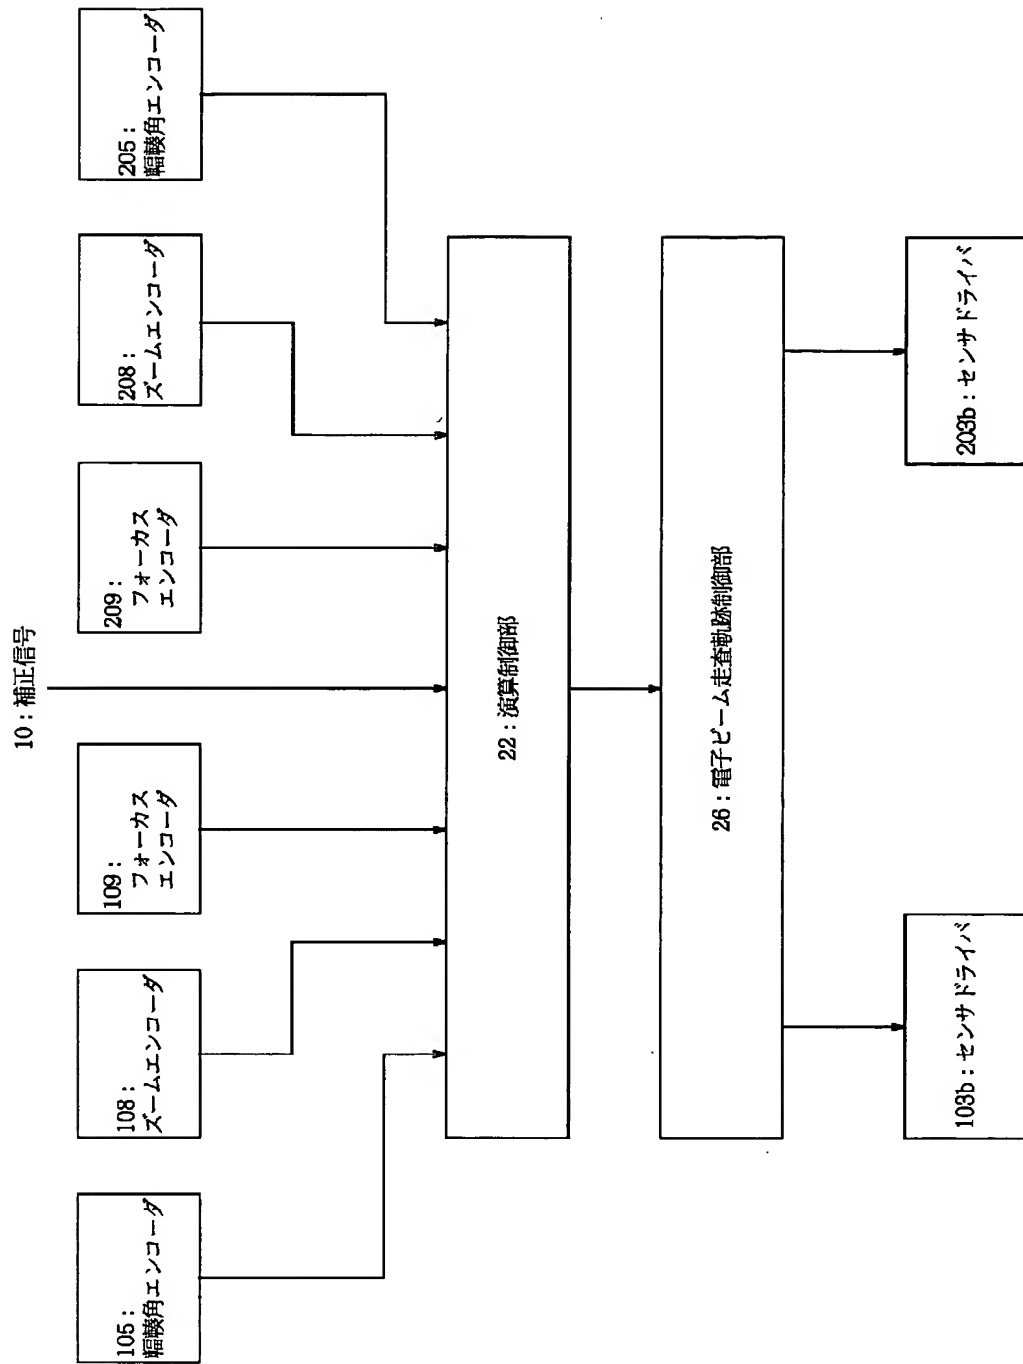 10：補正信号
105：
輻輳角エンコーダ
108：
ズームエンコーダ
109：
フォーカス
エンコーダ
209：
フォーカス
エンコーダ
208：
ズームエンコーダ
205：
輻輳角エンコーダ
22：演算制御部
26：電子ビーム走査軌跡制御部
103b：センサドライバ
203b：センサドライバ